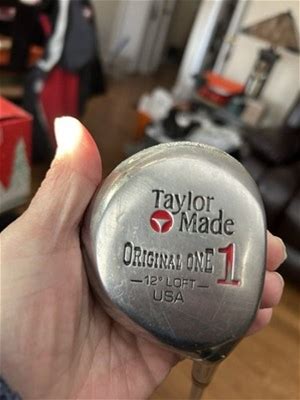 Taylor
Made
ORIGINAL ONE 1
—12° LOFT—
USA